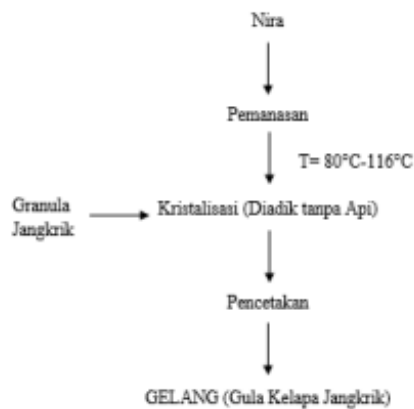 Nira
Pemanasan
T= 80°C-116°C
Granula
Jangkrik
Kristalisasi (Diadik tanpa Api)
Pencetakan
GELANG (Gula Kelapa Jangkrik)